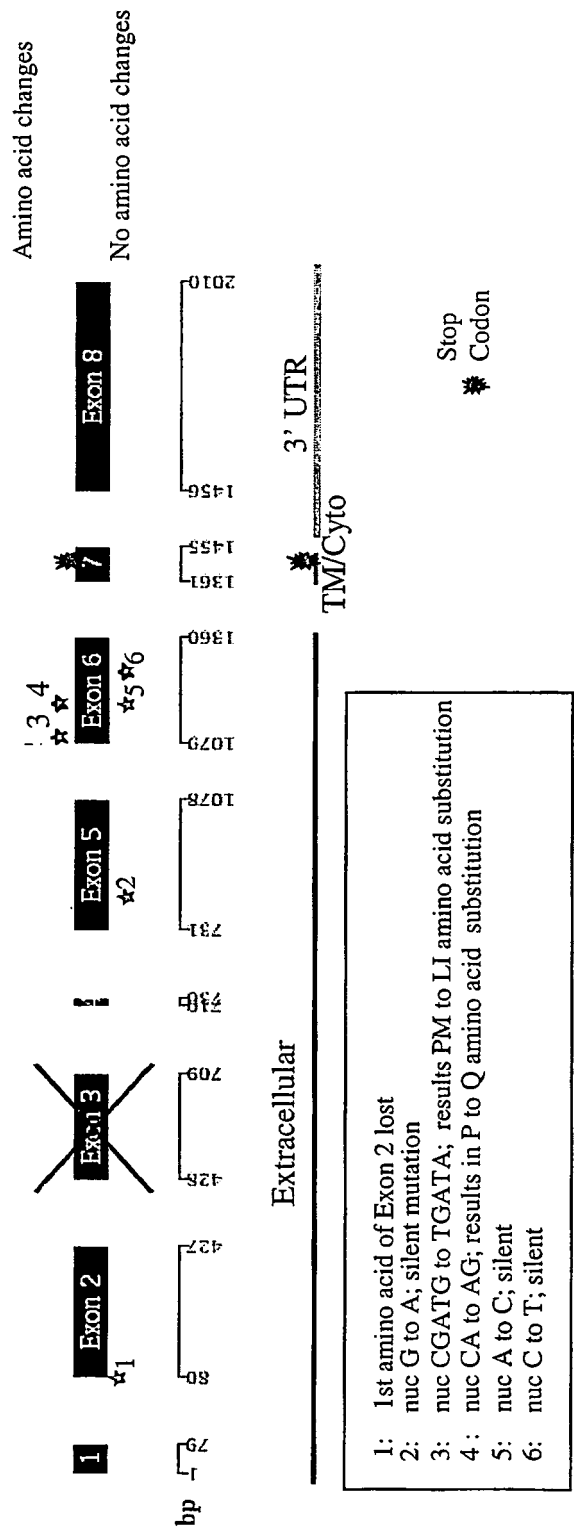 Amino acid changes
No amino acid changes
3 4
1 Exon 2 Exon 3 Exon 5 Exon 6 7 Exon 8
1 2 5 6
bp 1 79 80 427 428 709 710 730 731 1078 1079 1360 1361 1455 1456 2010
Extracellular TM/Cyto 3' UTR
Stop
Codon
1: 1st amino acid of Exon 2 lost
2: nuc G to A; silent mutation
3: nuc CGATG to TGATA; results PM to LI amino acid substitution
4 : nuc CA to AG; results in P to Q amino acid substitution
5: nuc A to C; silent
6: nuc C to T; silent